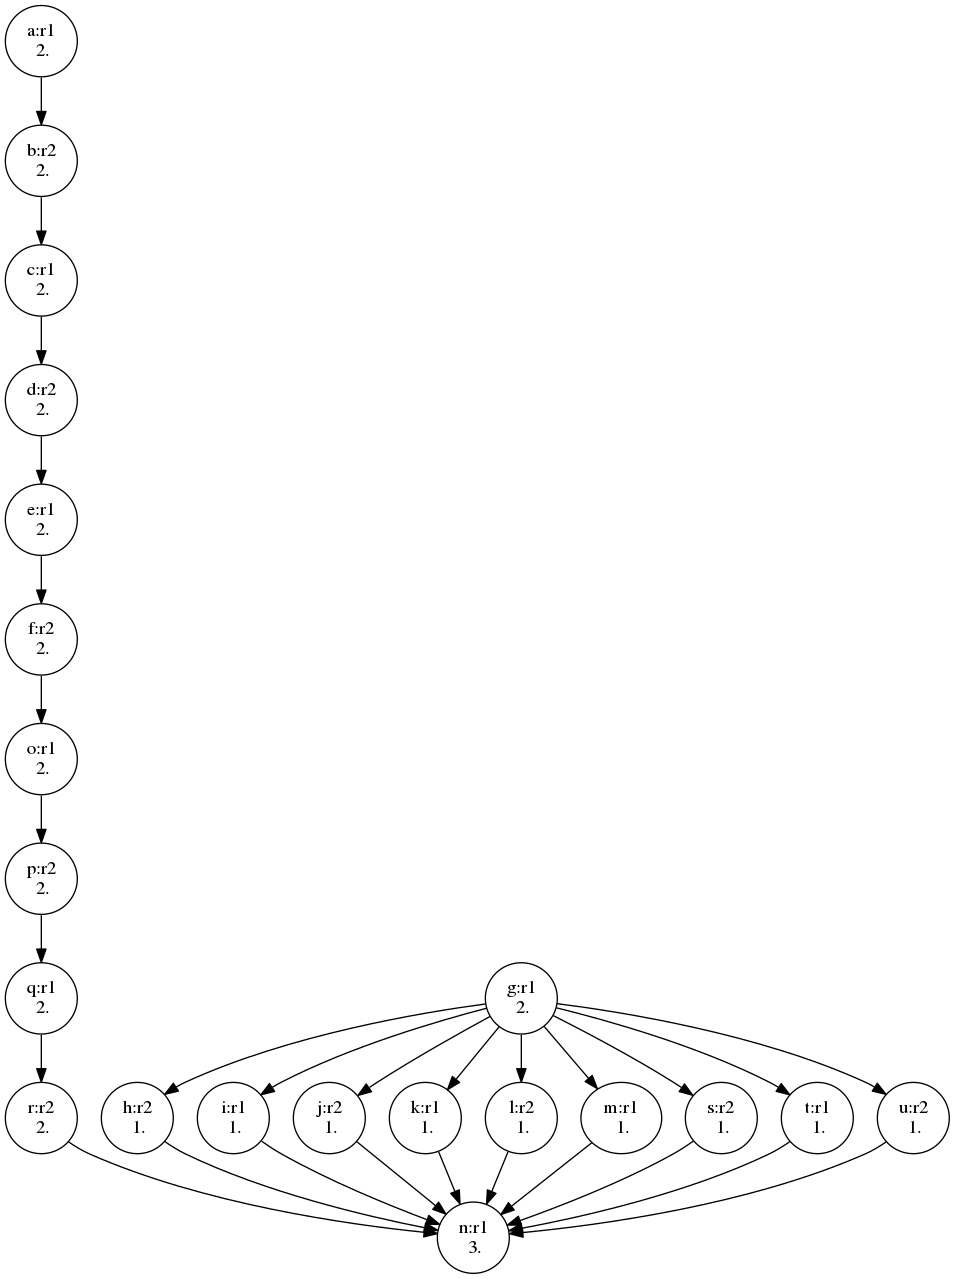 a:r1
2.
b:r2
2.
c:r1
2.
d:r2
2.
e:r1
2.
f:r2
2.
o:r1
2.
p:r2
2.
q:r1
2.
g:r1
2.
r:r2
2.
h:r2
1.
i:r1
1.
j:r2
1.
k:r1
1.
l:r2
1.
m:r1
1.
s:r2
1.
t:r1
1.
u:r2
1.
n:r1
3.